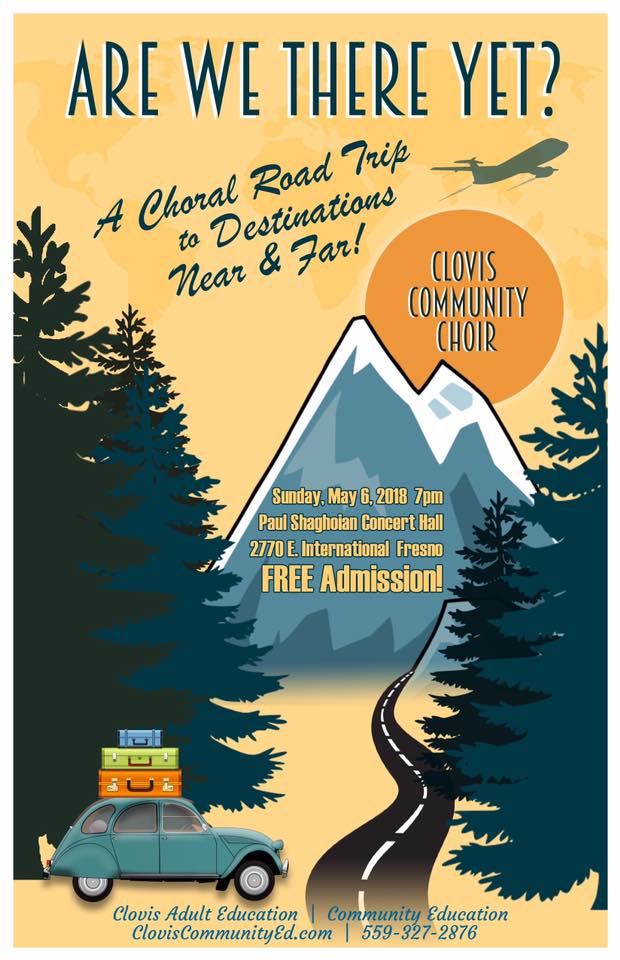 ARE WE THERE YET?
A Choral Road Trip
to Destinations
Near & Far!
CLOVIS
COMMUNITY
CHOIR
Sunday, May 6, 2018 7pm
Paul Shaghoian Concert Hall
2770 E. International Fresno
FREE Admission!
Clovis Adult Education | Community Education
ClovisCommunityEd.com | 559-327-2876